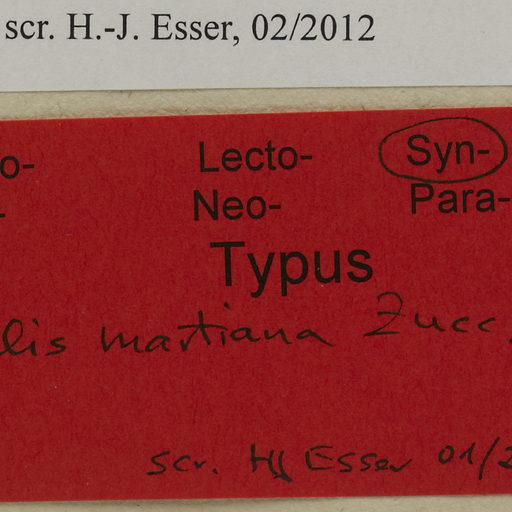 scr. H.-J. Esser, 02/2012
o- Lecto- Syn-
- Neo- Para-
Typus
lis martiana Zucc.
scr. HJ Esser 01/2